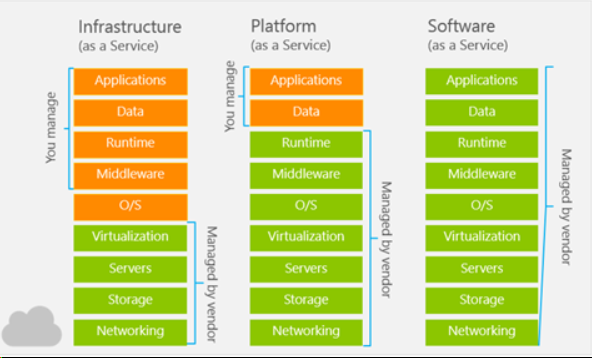 Infrastructure
(as a Service)
You manage
Applications
Data
Runtime
Middleware
O/S
Virtualization
Servers
Storage
Networking
Managed by vendor
Platform
(as a Service)
You manage
Applications
Data
Runtime
Middleware
O/S
Virtualization
Servers
Storage
Networking
Managed by vendor
Software
(as a Service)
Applications
Data
Runtime
Middleware
O/S
Virtualization
Servers
Storage
Networking
Managed by vendor